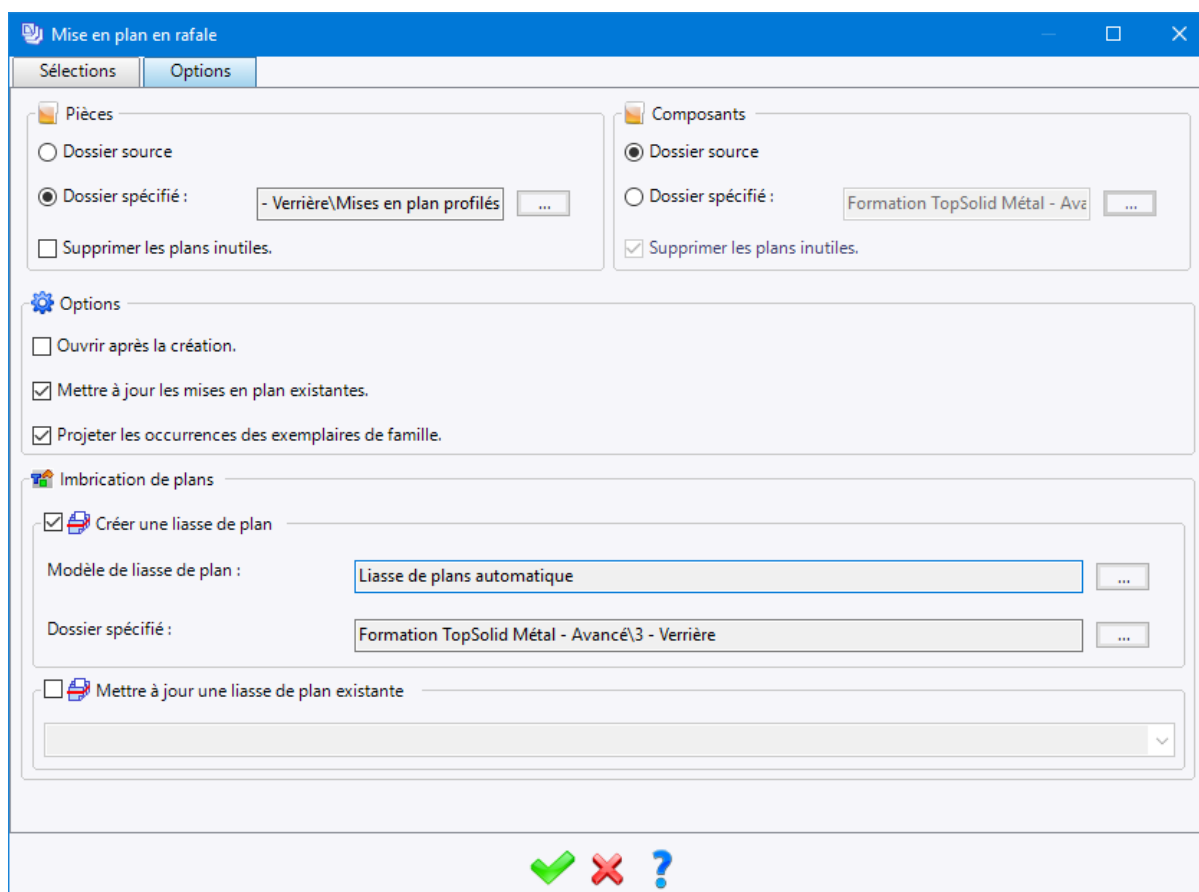 Mise en plan en rafale
Sélections Options
Pièces
Dossier source
Dossier spécifié : - Verrière\Mises en plan profilés ...
Supprimer les plans inutiles.
Composants
Dossier source
Dossier spécifié : Formation TopSolid Métal - Ava ...
Supprimer les plans inutiles.
Options
Ouvrir après la création.
Mettre à jour les mises en plan existantes.
Projeter les occurrences des exemplaires de famille.
Imbrication de plans
Créer une liasse de plan
Modèle de liasse de plan : Liasse de plans automatique ...
Dossier spécifié : Formation TopSolid Métal - Avancé\3 - Verrière ...
Mettre à jour une liasse de plan existante